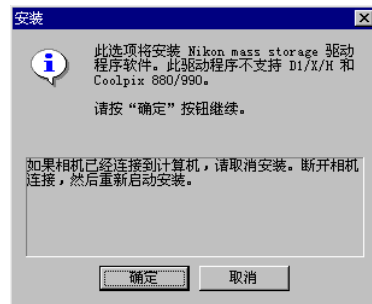 安装
此选项将安装 Nikon mass storage 驱动
程序软件。此驱动程序不支持 D1/X/H 和
Coolpix 880/990。
请按“确定”按钮继续。
如果相机已经连接到计算机，请取消安装。断开相机
连接，然后重新启动安装。
确定 取消